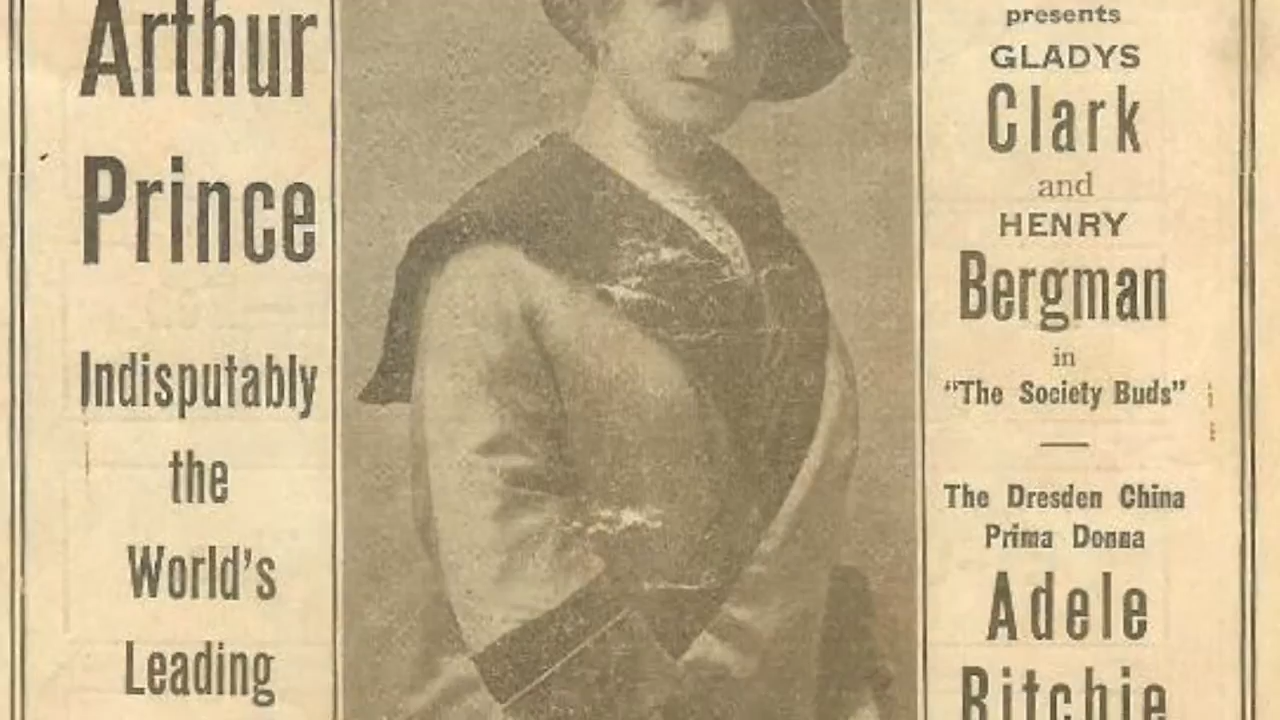 Arthur
Prince
Indisputably
the
World's
Leading
presents
GLADYS
Clark
and
HENRY
Bergman
in
"The Society Buds"
The Dresden China
Prima Donna
Adele
Ritchie